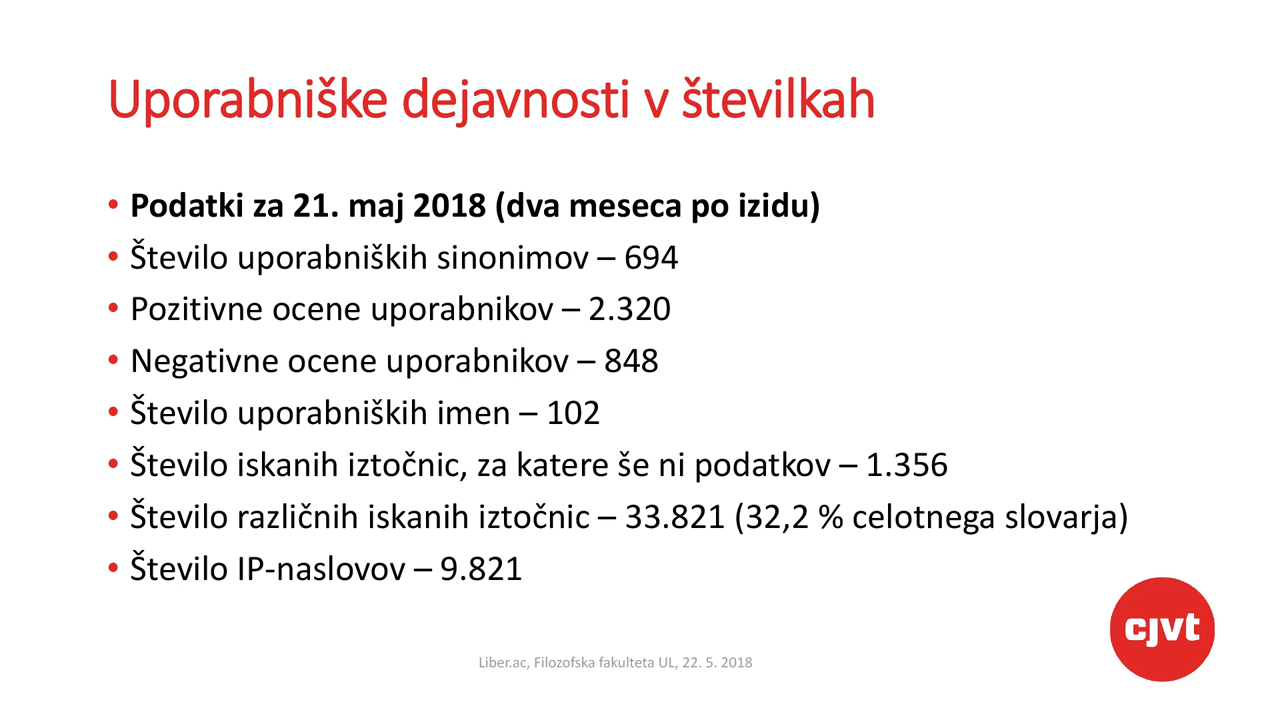 Uporabniške dejavnosti v številkah
• Podatki za 21. maj 2018 (dva meseca po izidu)
• Število uporabniških sinonimov – 694
• Pozitivne ocene uporabnikov – 2.320
• Negativne ocene uporabnikov – 848
• Število uporabniških imen – 102
• Število iskanih iztočnic, za katere še ni podatkov – 1.356
• Število različnih iskanih iztočnic – 33.821 (32,2 % celotnega slovarja)
• Število IP-naslovov – 9.821
cjvt
Liber.ac, Filozofska fakulteta UL, 22. 5. 2018